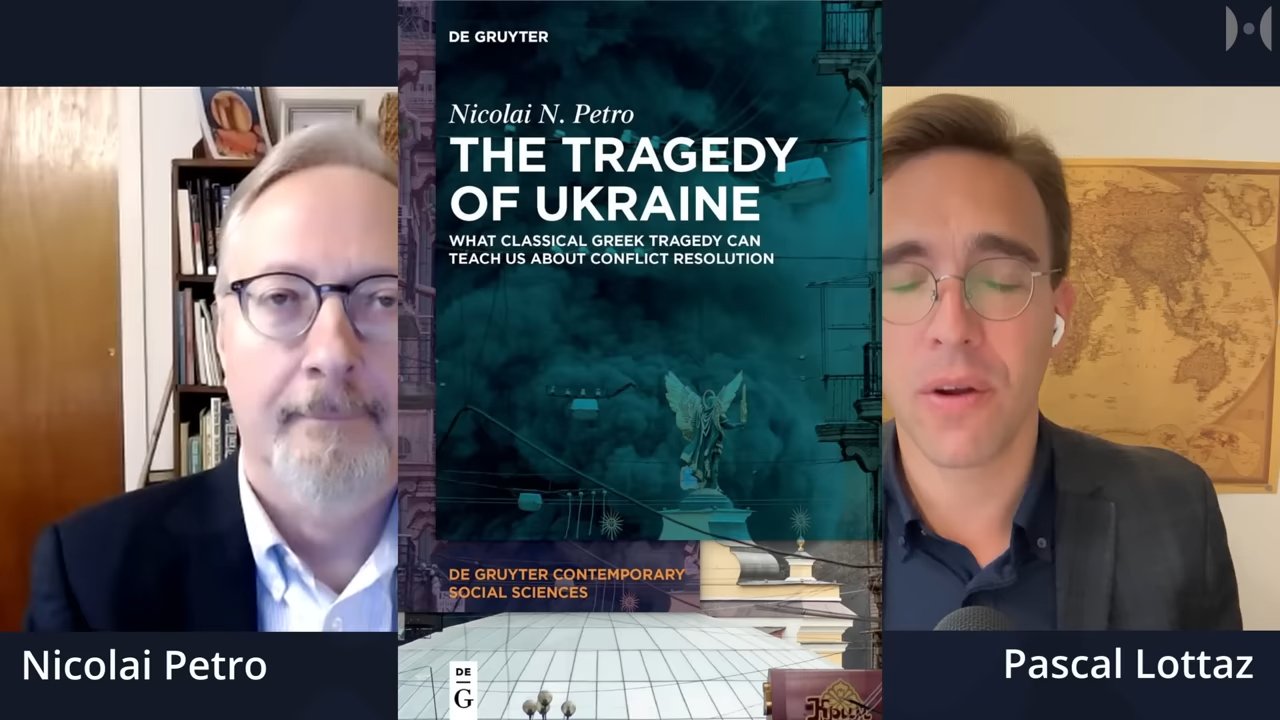 DE GRUYTER
Nicolai N. Petro
THE TRAGEDY
OF UKRAINE
WHAT CLASSICAL GREEK TRAGEDY CAN
TEACH US ABOUT CONFLICT RESOLUTION
DE GRUYTER CONTEMPORARY
SOCIAL SCIENCES
DE
G
Nicolai Petro
Pascal Lottaz